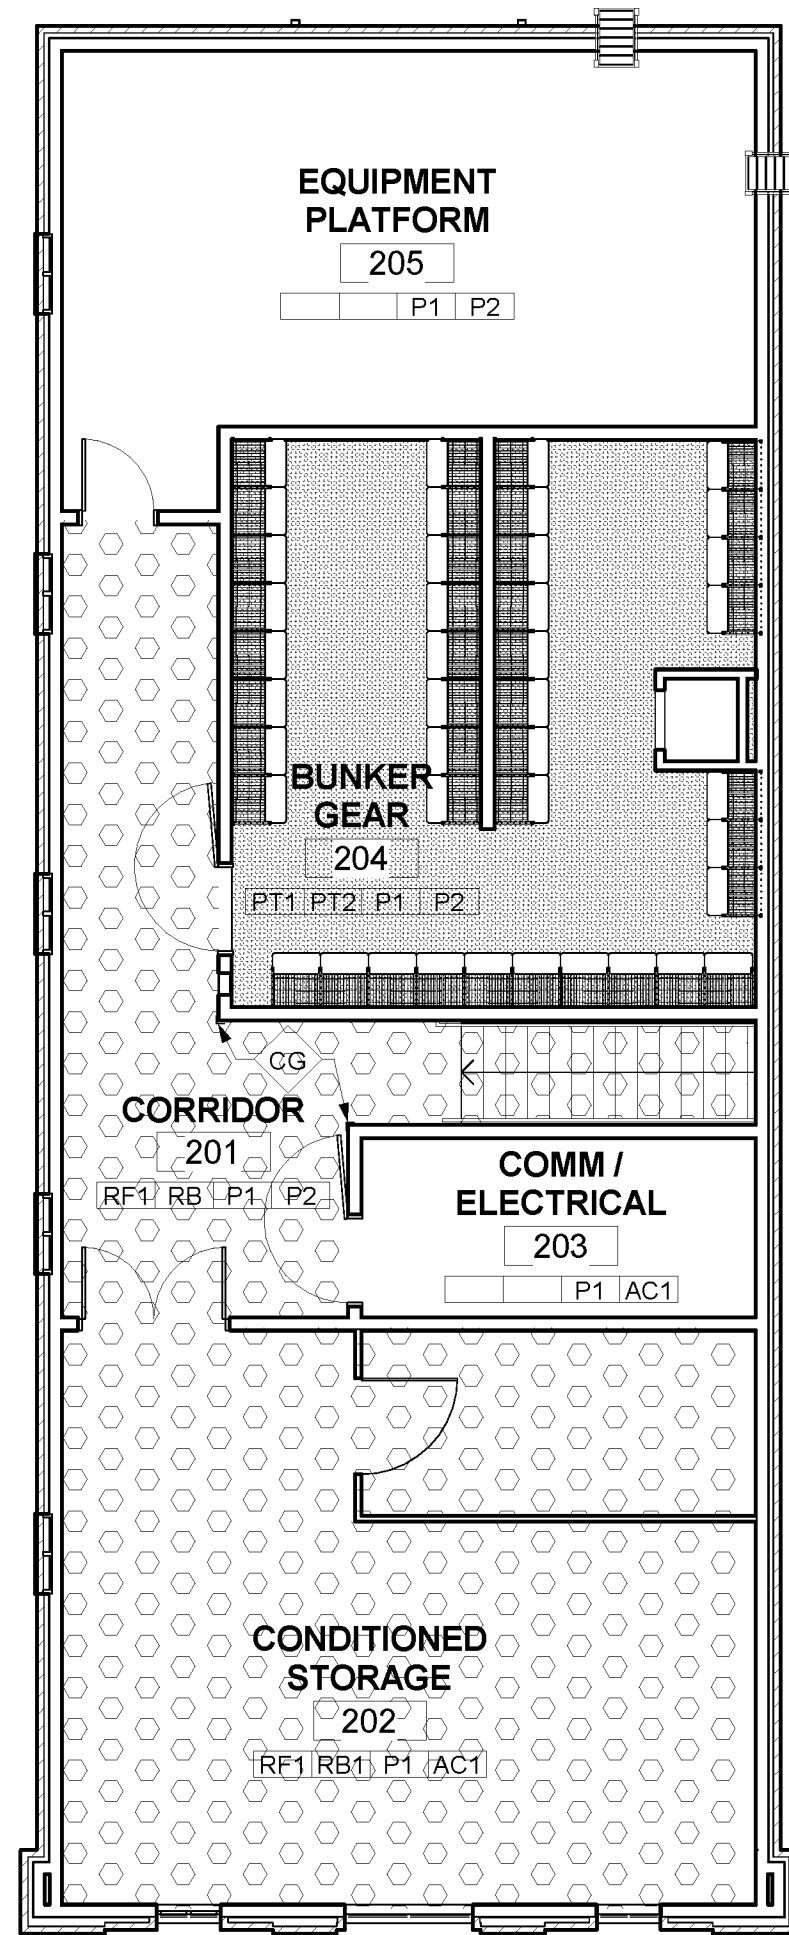 EQUIPMENT
PLATFORM
205
P1 P2
BUNKER
GEAR
204
PT1 PT2 P1 P2
CG
CORRIDOR
201
RF1 RB P1 P2
COMM /
ELECTRICAL
203
P1 AC1
CONDITIONED
STORAGE
202
RF1 RB1 P1 AC1